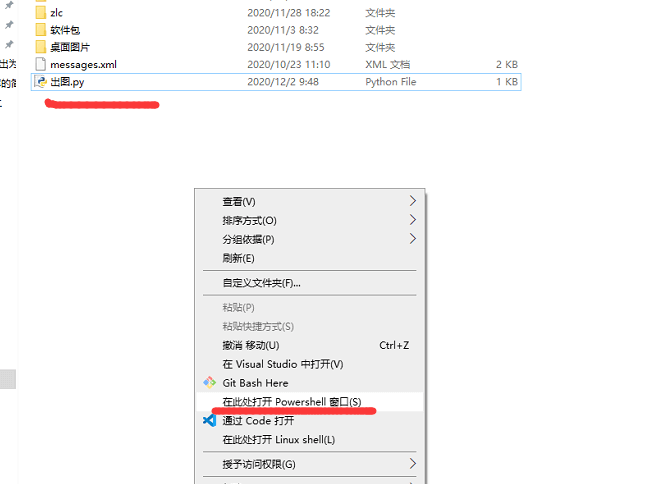 zlc 2020/11/28 18:22 文件夹
软件包 2020/11/3 8:32 文件夹
桌面图片 2020/11/19 8:55 文件夹
messages.xml 2020/10/23 11:10 XML 文档 2 KB
出图.py 2020/12/2 9:48 Python File 1 KB
出为
查看(V)
排序方式(O)
分组依据(P)
刷新(E)
自定义文件夹(F)...
粘贴(P)
粘贴快捷方式(S)
撤消 移动(U) Ctrl+Z
在 Visual Studio 中打开(V)
Git Bash Here
在此处打开 Powershell 窗口(S)
通过 Code 打开
在此处打开 Linux shell(L)
授予访问权限(G)